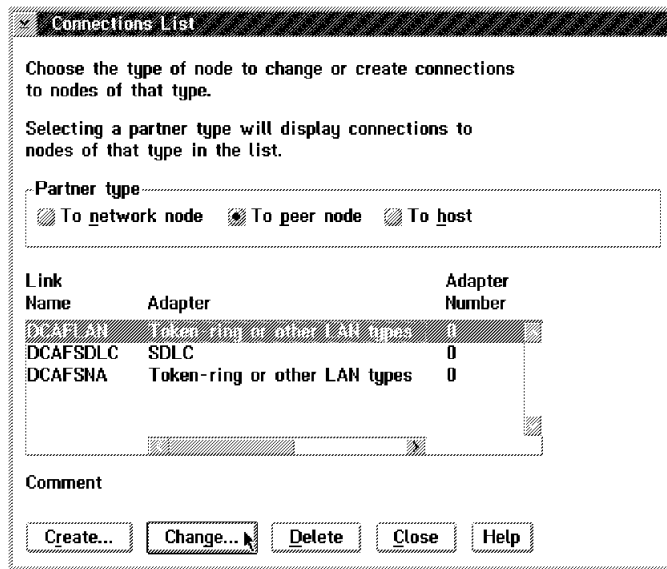 Connections List
Choose the type of node to change or create connections
to nodes of that type.
Selecting a partner type will display connections to
nodes of that type in the list.
Partner type
To network node To peer node To host
Link Adapter
Name Adapter Number
DCAFLAN Token-ring or other LAN types 0
DCAFSDLC SDLC 0
DCAFSNA Token-ring or other LAN types 0
Comment
Create... Change... Delete Close Help